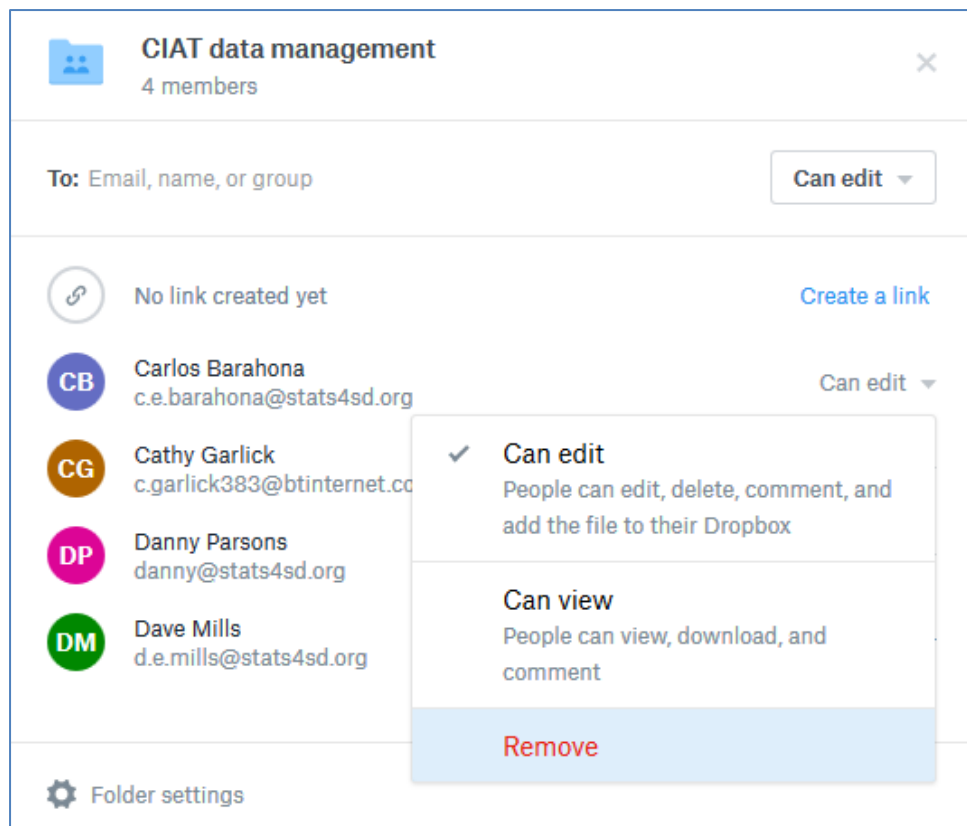 CIAT data management
4 members
To: Email, name, or group
Can edit
No link created yet
Create a link
CB
Carlos Barahona
c.e.barahona@stats4sd.org
Can edit
CG
Cathy Garlick
c.garlick383@btinternet.co
DP
Danny Parsons
danny@stats4sd.org
DM
Dave Mills
d.e.mills@stats4sd.org
Can edit
People can edit, delete, comment, and
add the file to their Dropbox
Can view
People can view, download, and
comment
Remove
Folder settings